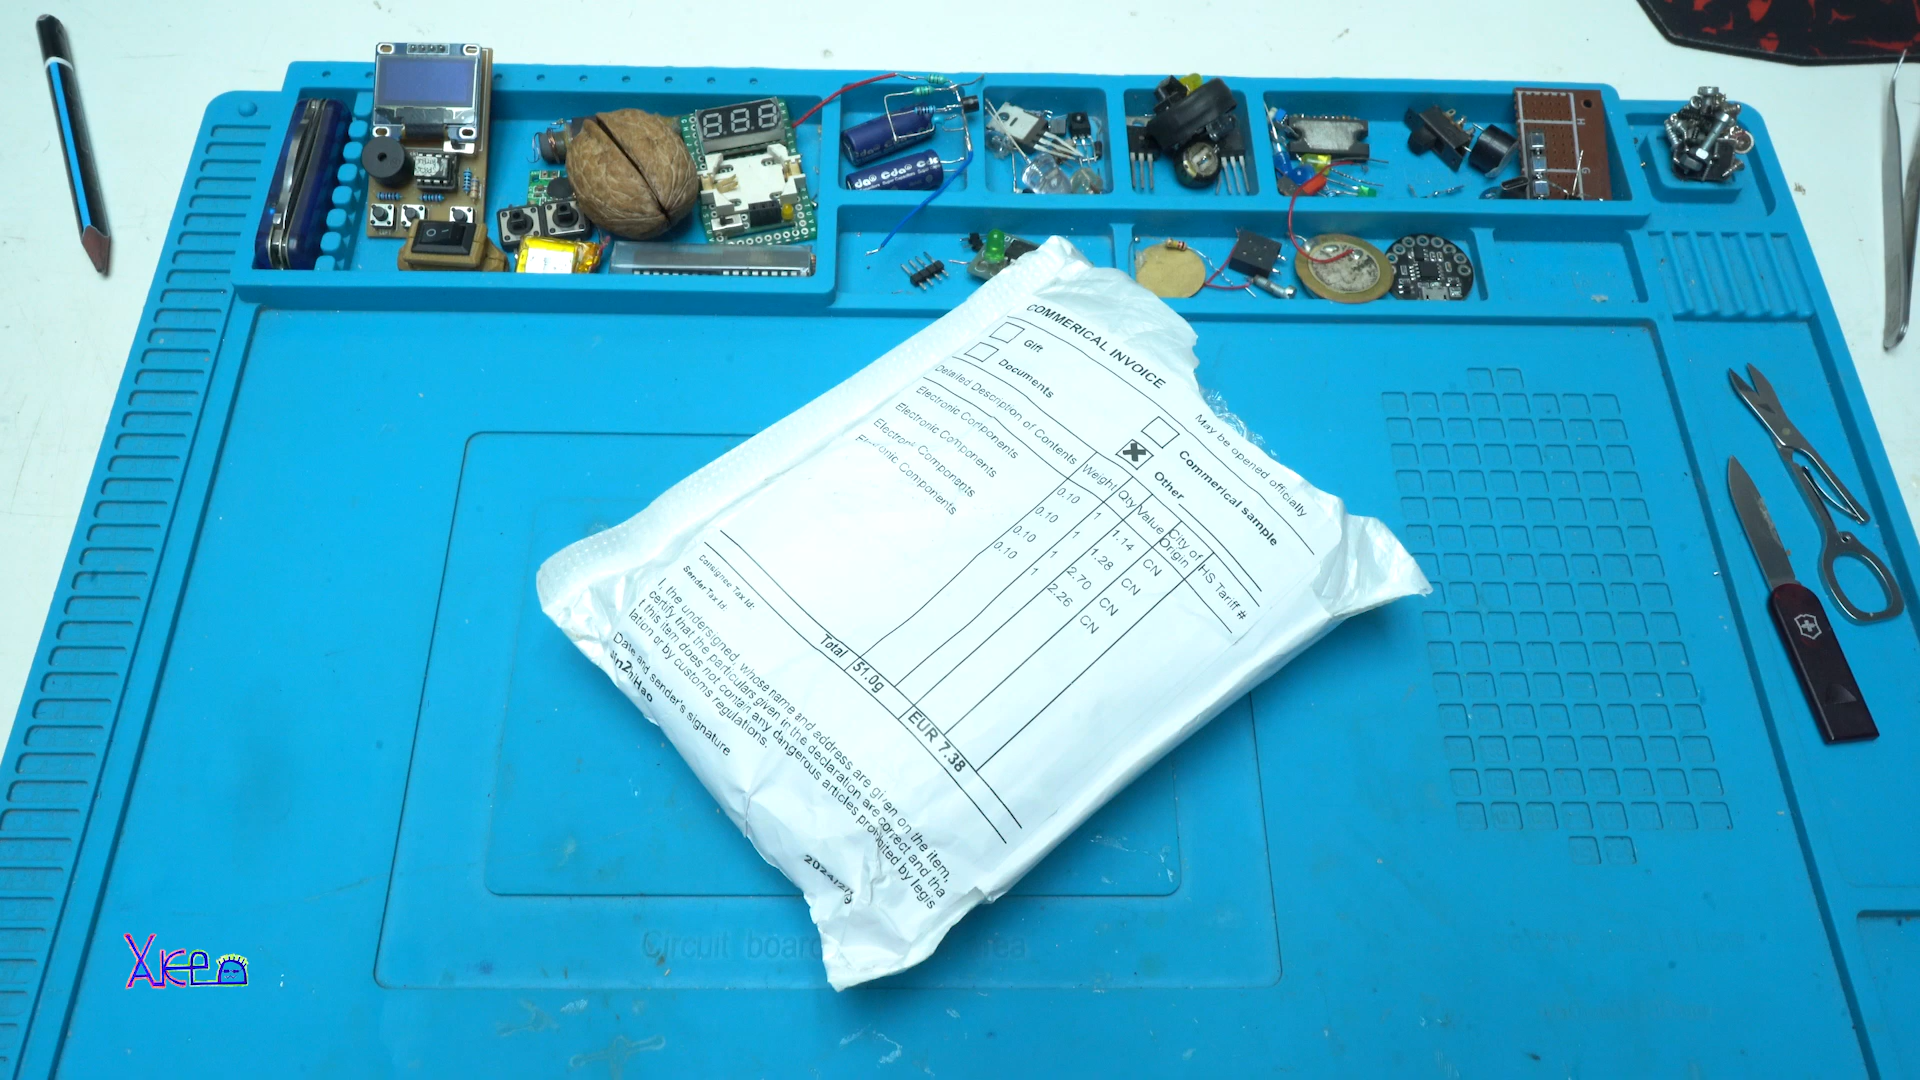 COMMERICAL INVOICE
Gift
Documents
May be opened officially
Commerical sample
Other
Detailed Description of Contents Weight Qty Value City of Origin HS Tariff #
Electronic Components 0.10 1 1.14 CN
Electronic Components 0.10 1 1.28 CN
Electronic Components 0.10 1 2.70 CN
Electronic Components 0.10 1 2.26 CN
Total 51.0g EUR 7.38
Consignee Tax Id:
Sender Tax Id:
I, the undersigned, whose name and address are given on the item,
certify that the particulars given in the declaration are correct and tha
t this item does not contain any dangerous articles prohibited by legis
lation or by customs regulations.
Date and sender's signature
Circuit board